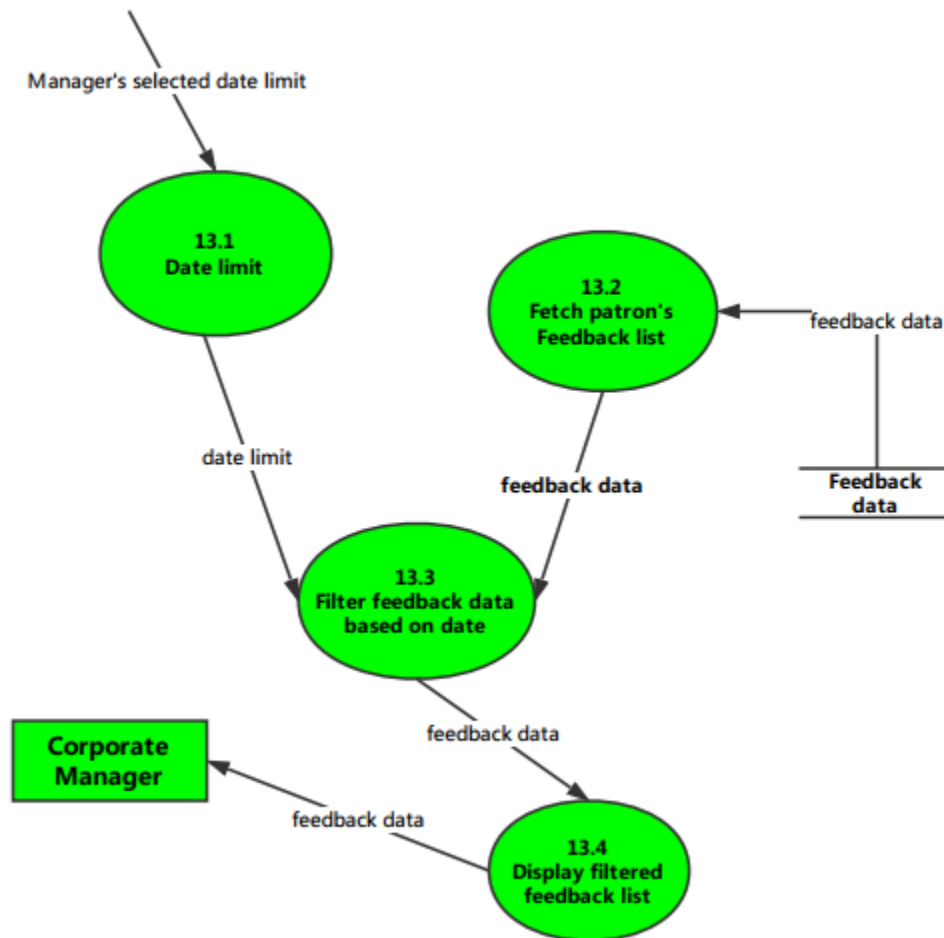 Manager's selected date limit
13.1
Date limit
13.2
Fetch patron's
Feedback list
feedback data
date limit
feedback data
Feedback
data
13.3
Filter feedback data
based on date
feedback data
Corporate
Manager
feedback data
13.4
Display filtered
feedback list